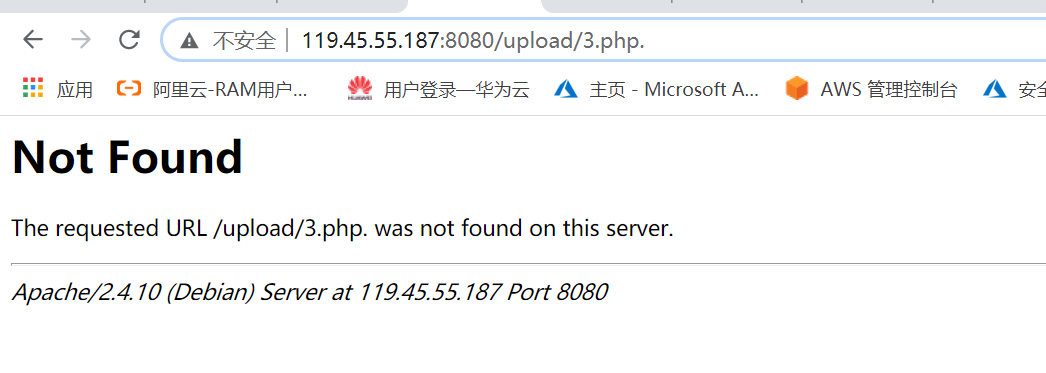 不安全 119.45.55.187:8080/upload/3.php.
应用 阿里云-RAM用户... HUAWEI 用户登录—华为云 主页 - Microsoft A... AWS 管理控制台 安全
Not Found
The requested URL /upload/3.php. was not found on this server.
Apache/2.4.10 (Debian) Server at 119.45.55.187 Port 8080